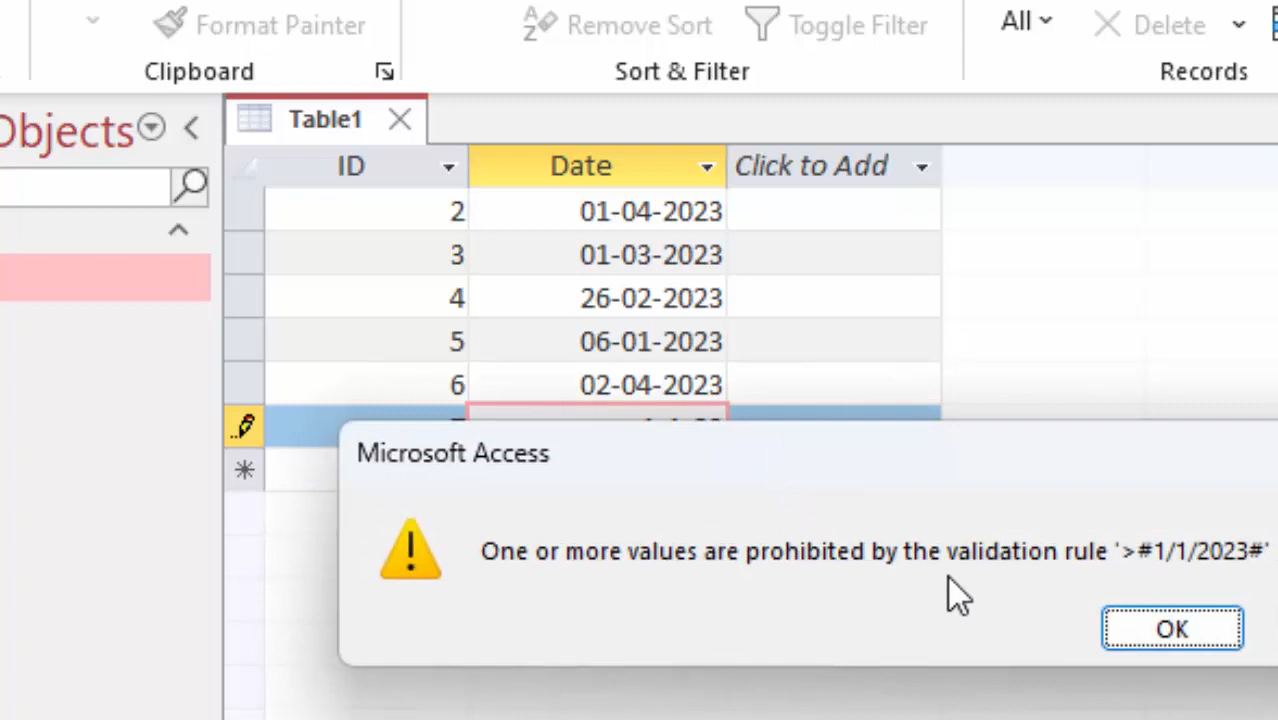 Format Painter
Remove Sort
Toggle Filter
All
Delete
Clipboard
Sort & Filter
Records
Objects
Table1
ID
Date
Click to Add
2
01-04-2023
3
01-03-2023
4
26-02-2023
5
06-01-2023
6
02-04-2023
Microsoft Access
One or more values are prohibited by the validation rule '>#1/1/2023#'
OK